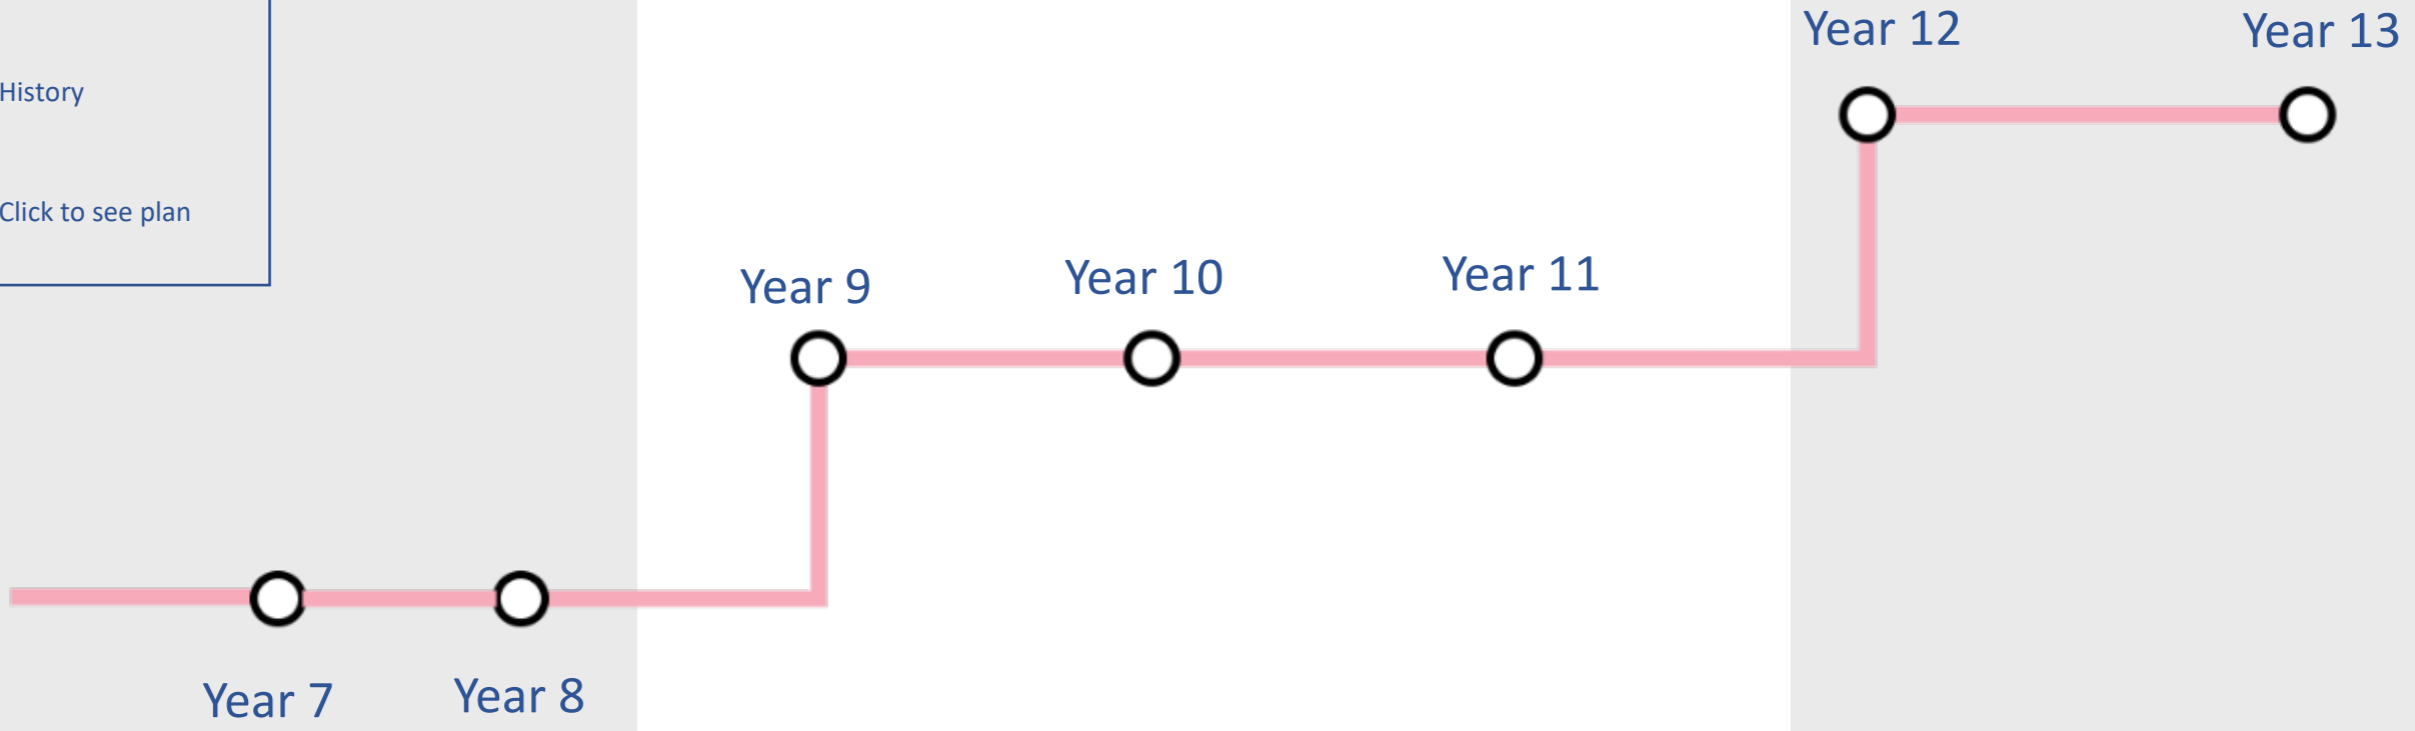 History
Click to see plan
Year 7
Year 8
Year 9
Year 10
Year 11
Year 12
Year 13